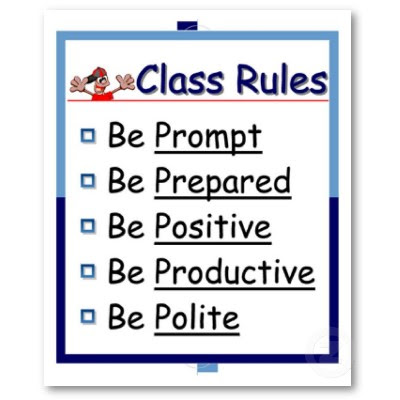 Class Rules
Be Prompt
Be Prepared
Be Positive
Be Productive
Be Polite